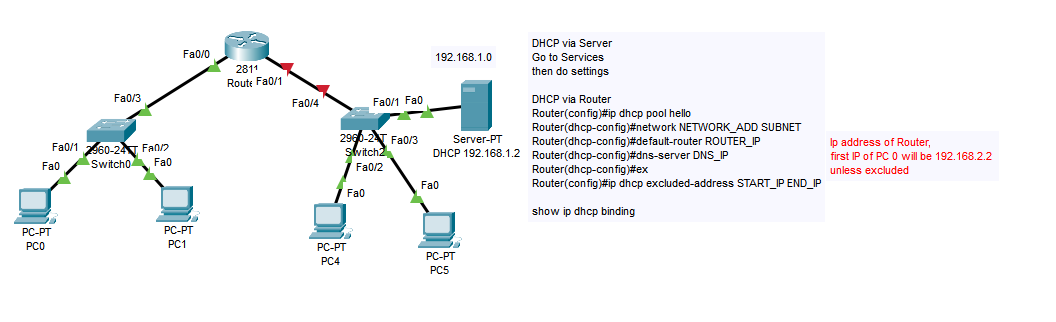 Fa0/0
2811
Route
Fa0/1
Fa0/3
Fa0/4
192.168.1.0
Fa0/1
Fa0
Server-PT
DHCP 192.168.1.2
2960-24T
Switch2
Fa0/3
Fa0/2
Fa0
Fa0
PC-PT
PC4
PC-PT
PC5
2960-24T
Switch0
Fa0/1
Fa0/2
Fa0
Fa0
PC-PT
PC0
PC-PT
PC1
DHCP via Server
Go to Services
then do settings
DHCP via Router
Router(config)#ip dhcp pool hello
Router(dhcp-config)#network NETWORK_ADD SUBNET
Router(dhcp-config)#default-router ROUTER_IP
Router(dhcp-config)#dns-server DNS_IP
Router(dhcp-config)#ex
Router(config)#ip dhcp excluded-address START_IP END_IP
show ip dhcp binding
Ip address of Router,
first IP of PC 0 will be 192.168.2.2
unless excluded